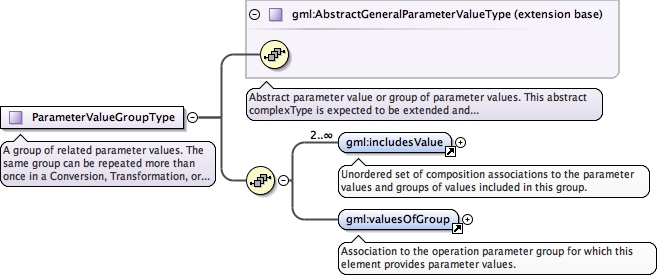 gml:AbstractGeneralParameterValueType (extension base)
Abstract parameter value or group of parameter values. This abstract
complexType is expected to be extended and...
ParameterValueGroupType
A group of related parameter values. The
same group can be repeated more than
once in a Conversion, Transformation, or...
2..∞
gml:includesValue
Unordered set of composition associations to the parameter
values and groups of values included in this group.
gml:valuesOfGroup
Association to the operation parameter group for which this
element provides parameter values.